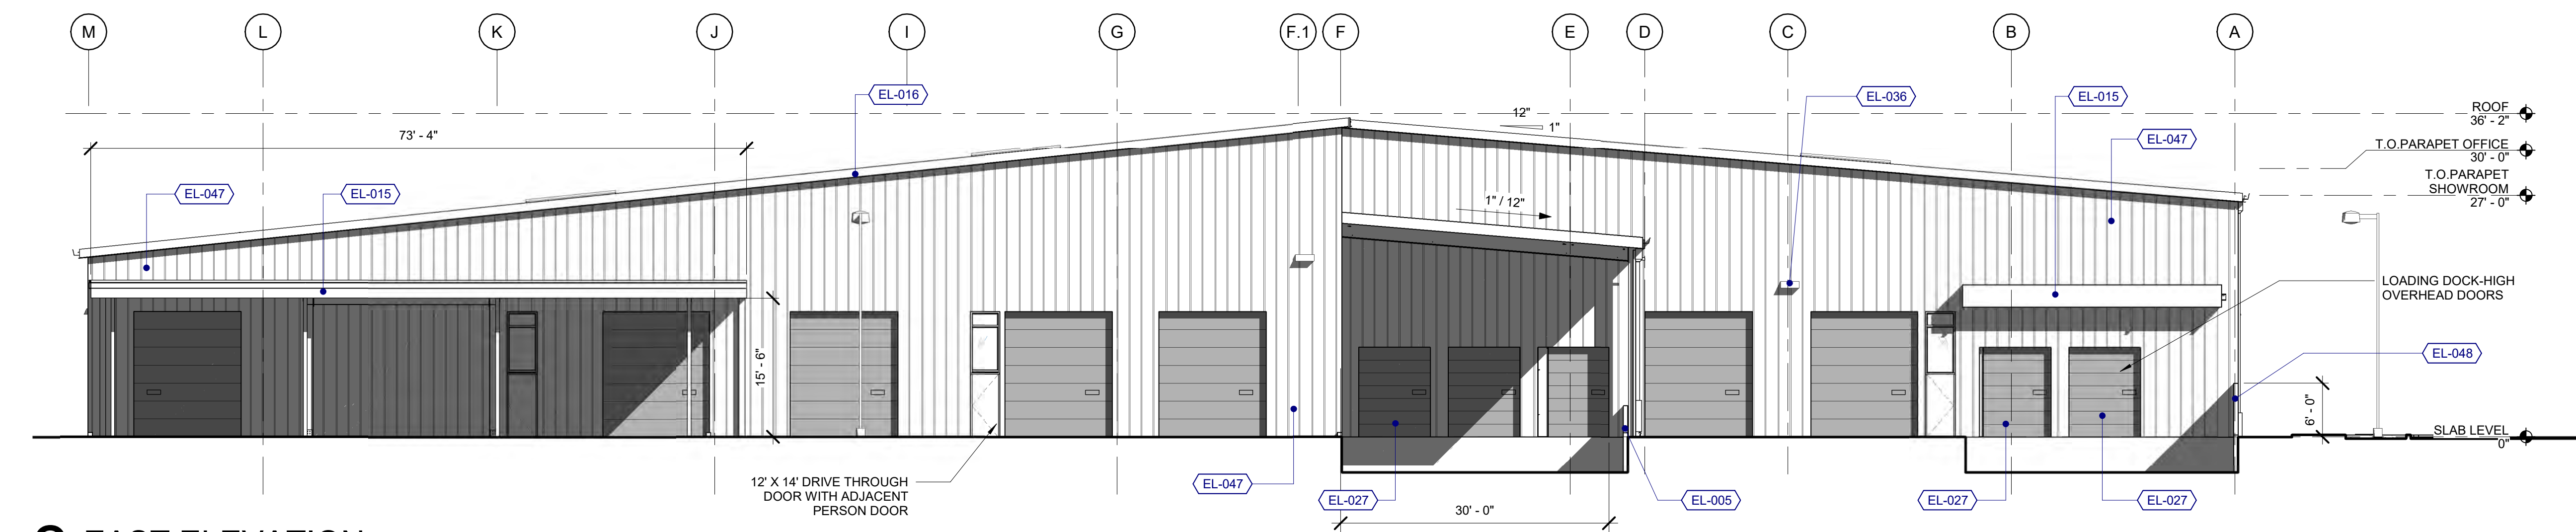 M
L
K
J
I
G
F.1
F
E
D
C
B
A
EL-016
EL-036
EL-015
ROOF
36' - 2"
73' - 4"
12"
1"
EL-047
T.O.PARAPET OFFICE
30' - 0"
T.O.PARAPET
SHOWROOM
27' - 0"
EL-047
EL-015
1" / 12"
LOADING DOCK-HIGH
OVERHEAD DOORS
15' - 6"
EL-048
6' - 0"
SLAB LEVEL
0"
12' X 14' DRIVE THROUGH
DOOR WITH ADJACENT
PERSON DOOR
EL-047
EL-027
EL-005
EL-027
EL-027
30' - 0"
EAST ELEVATION